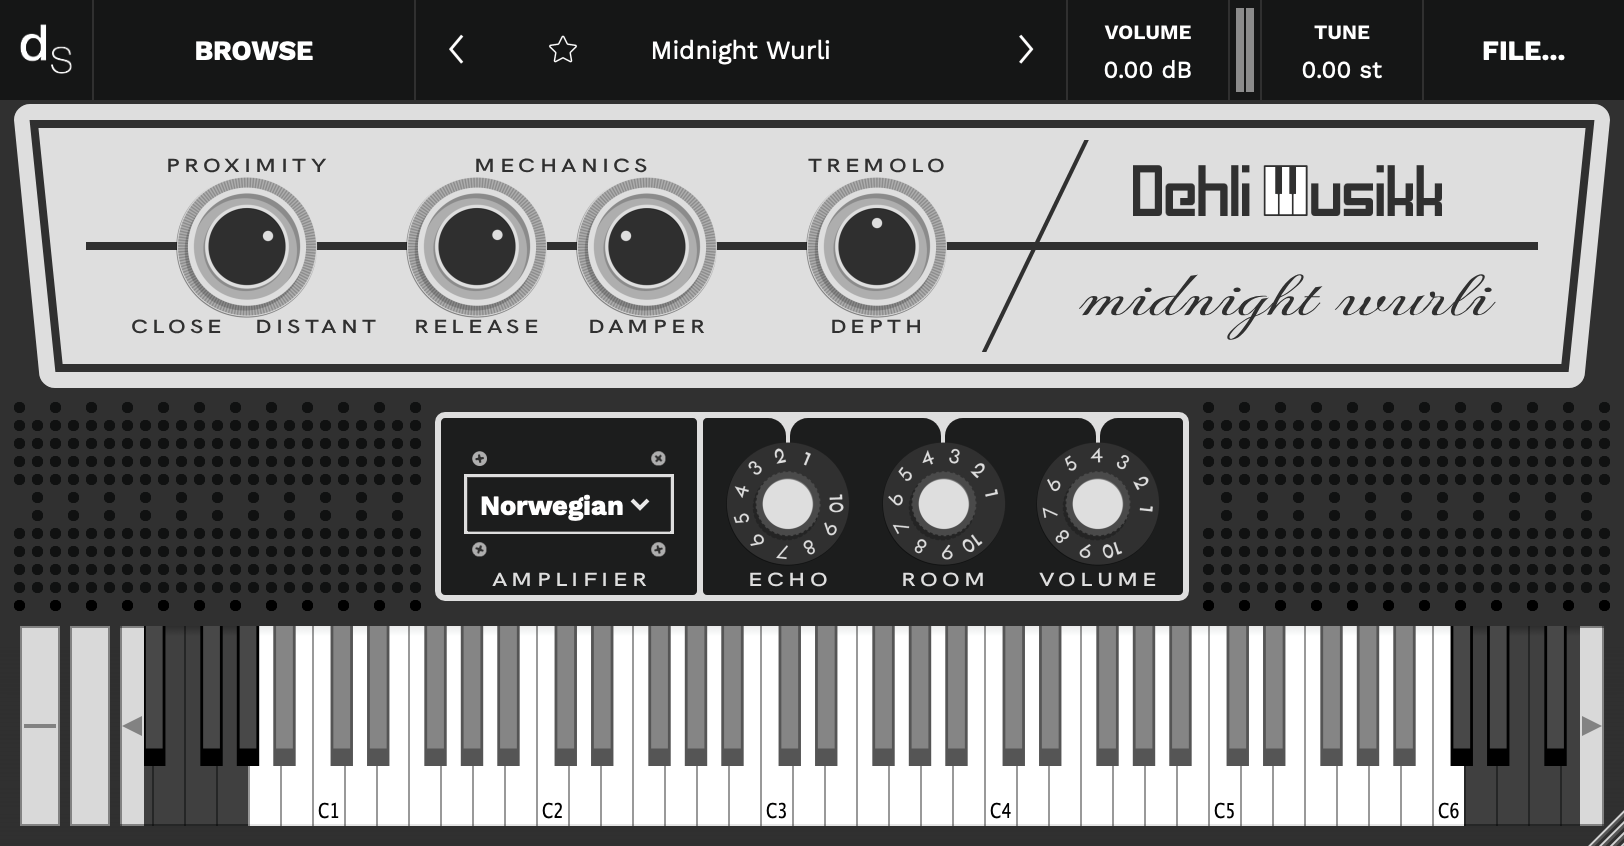 ds BROWSE Midnight Wurli VOLUME TUNE FILE...
0.00 dB 0.00 st
PROXIMITY MECHANICS TREMOLO
Dehli Musikk
midnight wurli
CLOSE DISTANT RELEASE DAMPER DEPTH
Norwegian
1 2 3 4 5 6 7 8 9 10
1 2 3 4 5 6 7 8 9 10
1 2 3 4 5 6 7 8 9 10
AMPLIFIER ECHO ROOM VOLUME
C1 C2 C3 C4 C5 C6